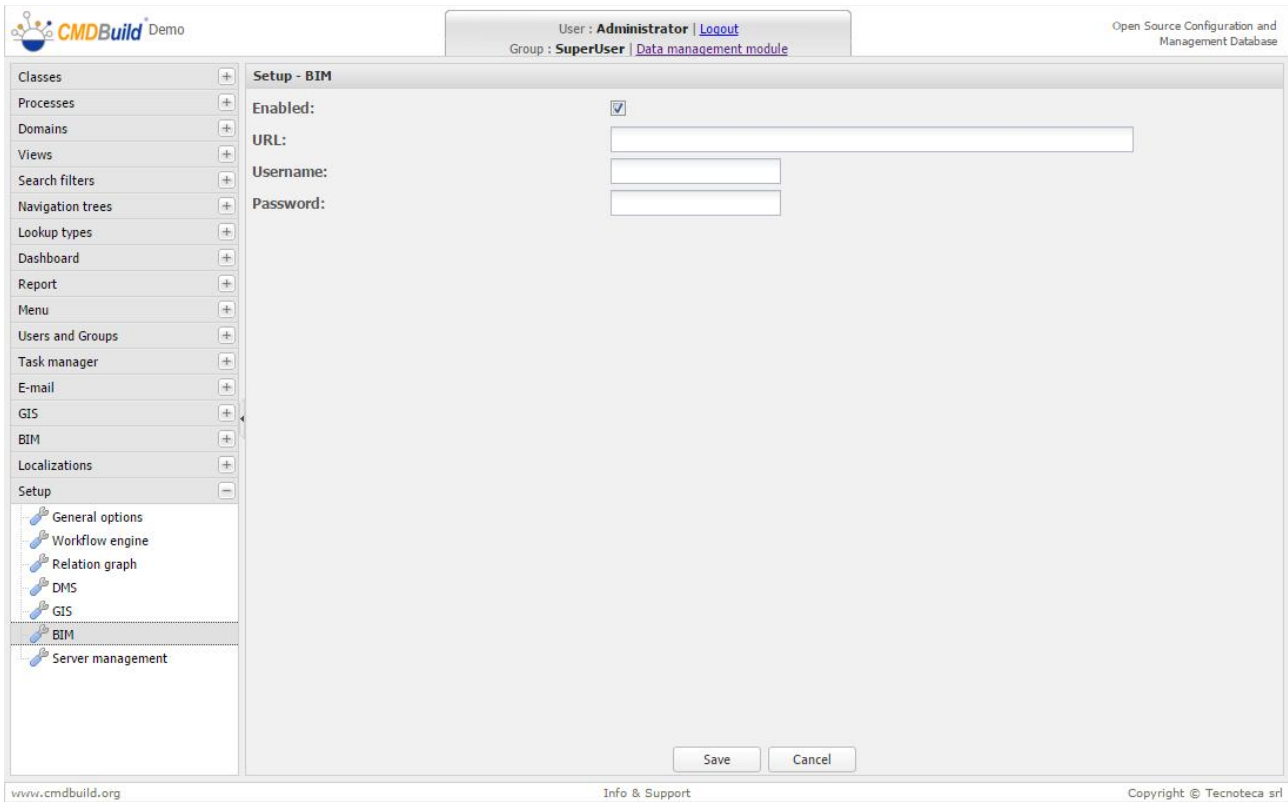 CMDBuild Demo
User : Administrator | Logout
Group : SuperUser | Data management module
Open Source Configuration and
Management Database
Classes
Processes
Domains
Views
Search filters
Navigation trees
Lookup types
Dashboard
Report
Menu
Users and Groups
Task manager
E-mail
GIS
BIM
Localizations
Setup
General options
Workflow engine
Relation graph
DMS
GIS
BIM
Server management
Setup - BIM
Enabled:
URL:
Username:
Password:
Save
Cancel
www.cmdbuild.org
Info & Support
Copyright © Tecnoteca srl